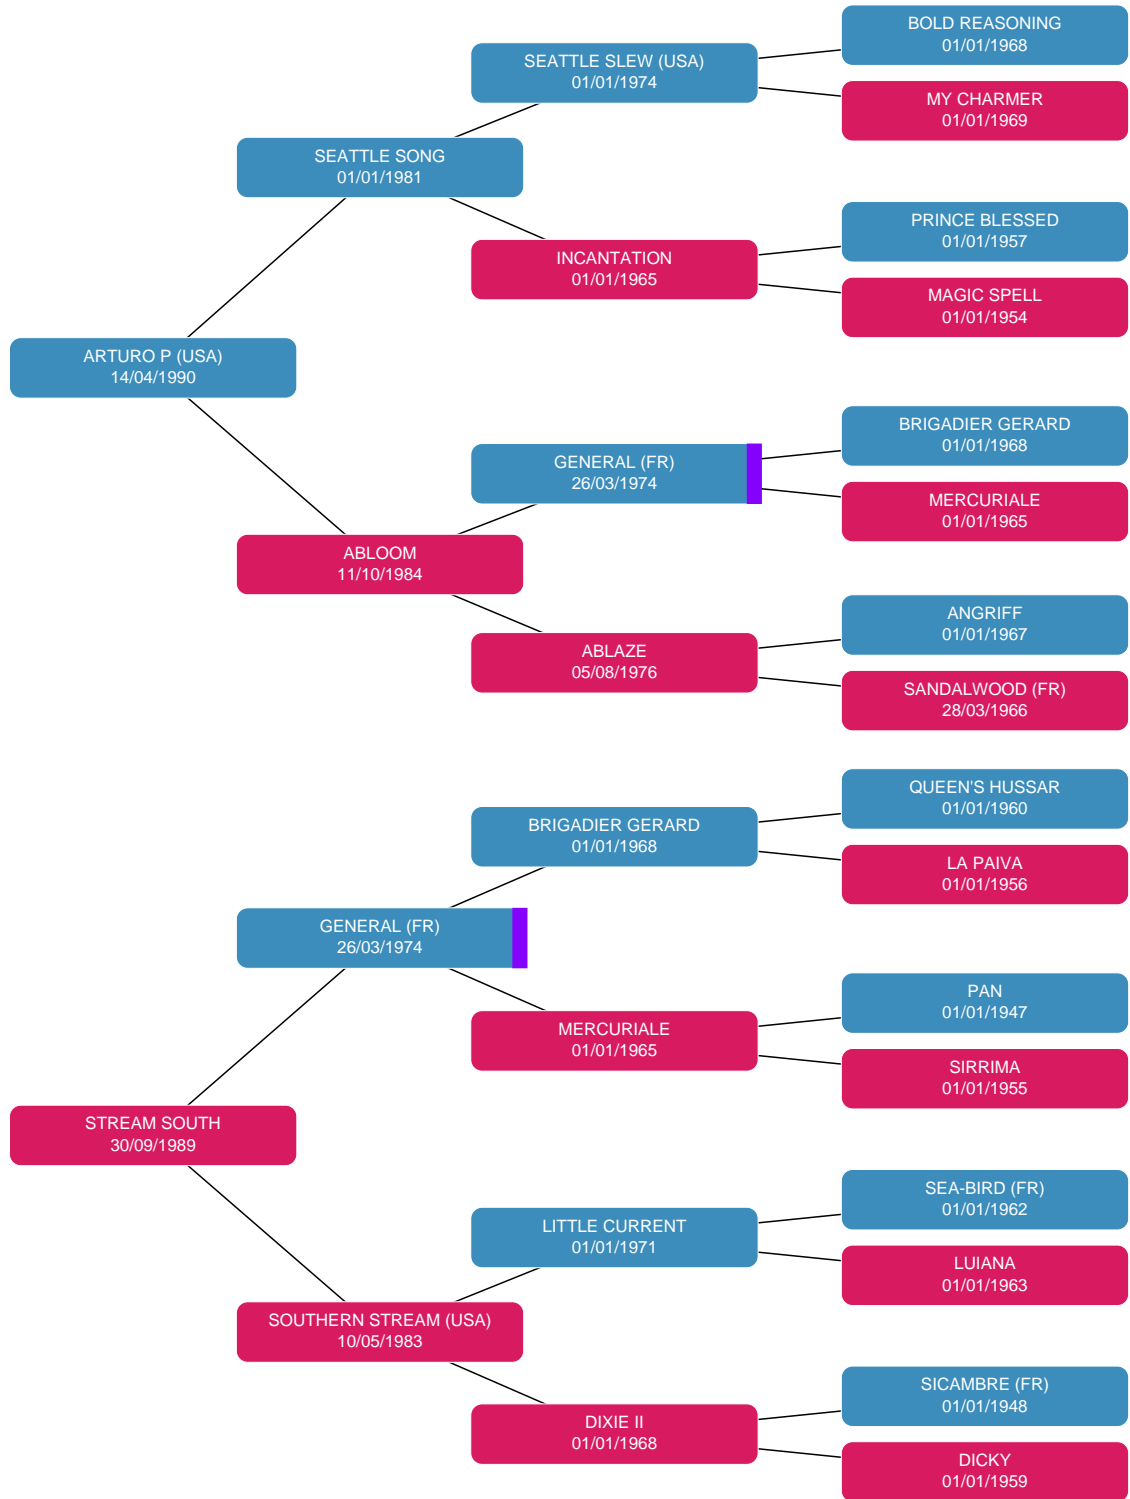 BOLD REASONING
01/01/1968
SEATTLE SLEW (USA)
01/01/1974
MY CHARMER
01/01/1969
SEATTLE SONG
01/01/1981
PRINCE BLESSED
01/01/1957
INCANTATION
01/01/1965
MAGIC SPELL
01/01/1954
ARTURO P (USA)
14/04/1990
BRIGADIER GERARD
01/01/1968
GENERAL (FR)
26/03/1974
MERCURIALE
01/01/1965
ABLOOM
11/10/1984
ANGRIFF
01/01/1967
ABLAZE
05/08/1976
SANDALWOOD (FR)
28/03/1966
QUEEN'S HUSSAR
01/01/1960
BRIGADIER GERARD
01/01/1968
LA PAIVA
01/01/1956
GENERAL (FR)
26/03/1974
PAN
01/01/1947
MERCURIALE
01/01/1965
SIRRIMA
01/01/1955
STREAM SOUTH
30/09/1989
SEA-BIRD (FR)
01/01/1962
LITTLE CURRENT
01/01/1971
LUIANA
01/01/1963
SOUTHERN STREAM (USA)
10/05/1983
SICAMBRE (FR)
01/01/1948
DIXIE II
01/01/1968
DICKY
01/01/1959